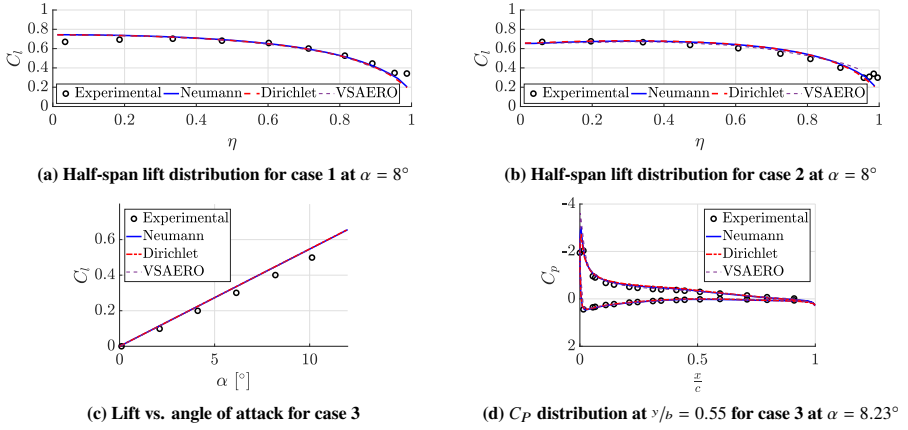 1
0.8
0.6
0.4
0.2
0
C_l
Experimental Neumann Dirichlet VSAERO
0 0.2 0.4 0.6 0.8 1
η
(a) Half-span lift distribution for case 1 at α = 8°
1
0.8
0.6
0.4
0.2
0
C_l
Experimental Neumann Dirichlet VSAERO
0 0.2 0.4 0.6 0.8 1
η
(b) Half-span lift distribution for case 2 at α = 8°
0.6
0.4
0.2
0
C_l
Experimental
Neumann
Dirichlet
VSAERO
0 5 10
α [°]
(c) Lift vs. angle of attack for case 3
-4
-2
0
2
C_p
Experimental
Neumann
Dirichlet
VSAERO
0 0.5 1
x/c
(d) C_P distribution at y/b = 0.55 for case 3 at α = 8.23°